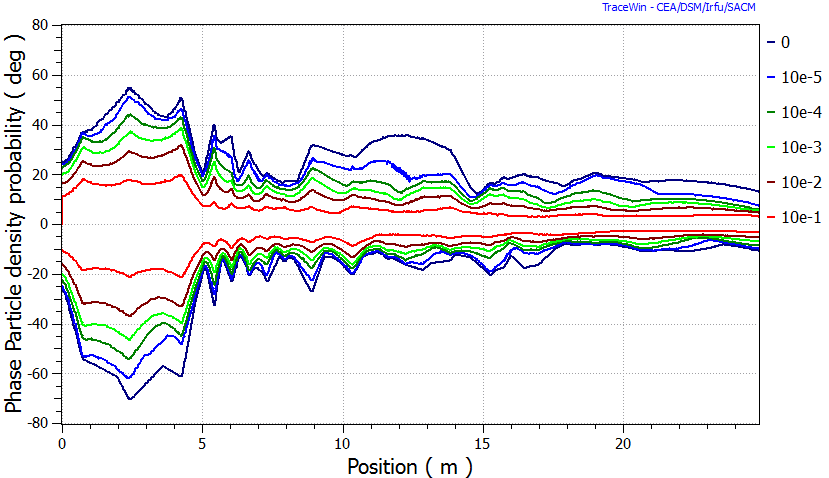 TraceWin - CEA/DSM/Irfu/SACM
Phase Particle density probability ( deg )
80
60
40
20
0
-20
-40
-60
-80
0
5
10
15
20
Position ( m )
0
10e-5
10e-4
10e-3
10e-2
10e-1